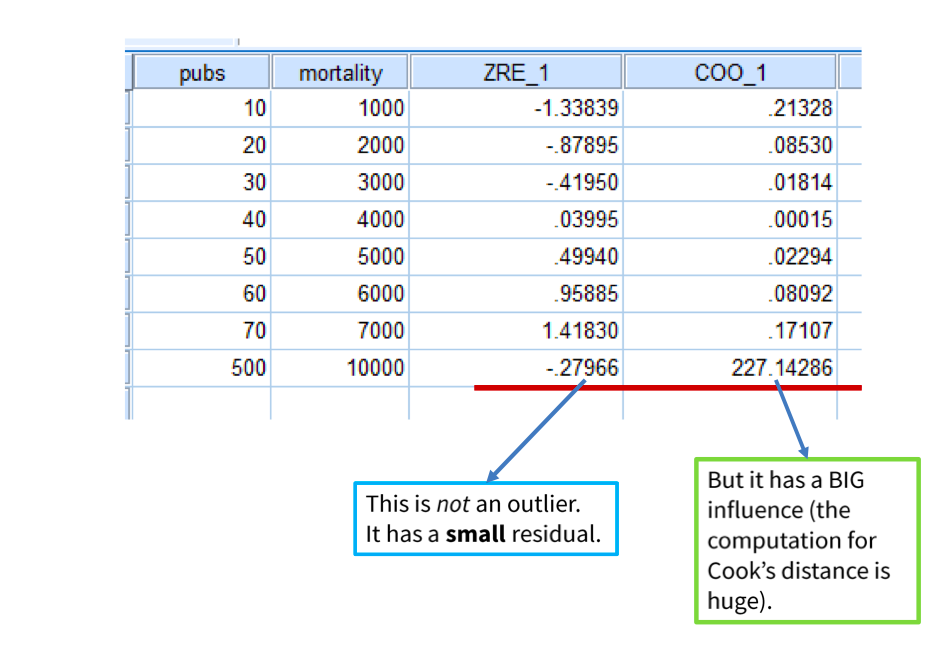 pubs mortality ZRE_1 COO_1
10 1000 -1.33839 .21328
20 2000 -.87895 .08530
30 3000 -.41950 .01814
40 4000 .03995 .00015
50 5000 .49940 .02294
60 6000 .95885 .08092
70 7000 1.41830 .17107
500 10000 -.27966 227.14286
This is not an outlier.
It has a small residual.
But it has a BIG
influence (the
computation for
Cook’s distance is
huge).